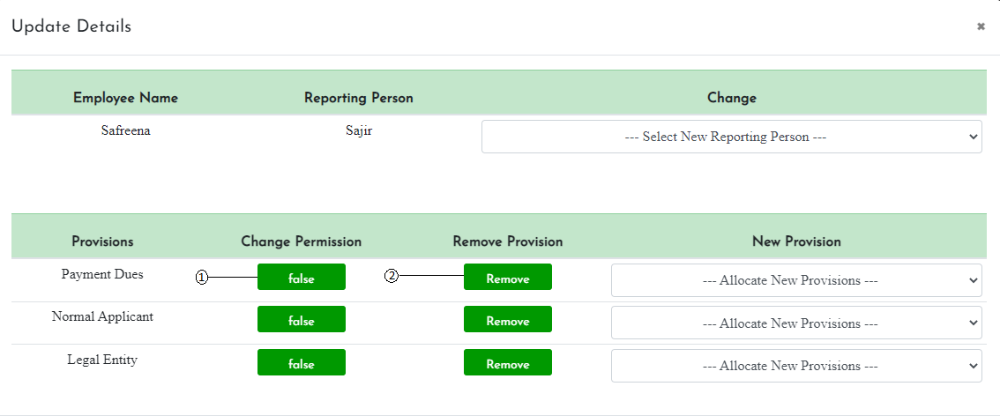 Update Details
×
Employee Name Reporting Person Change
Safreena Sajir --- Select New Reporting Person ---
Provisions Change Permission Remove Provision New Provision
Payment Dues 1 false 2 Remove --- Allocate New Provisions ---
Normal Applicant false Remove --- Allocate New Provisions ---
Legal Entity false Remove --- Allocate New Provisions ---